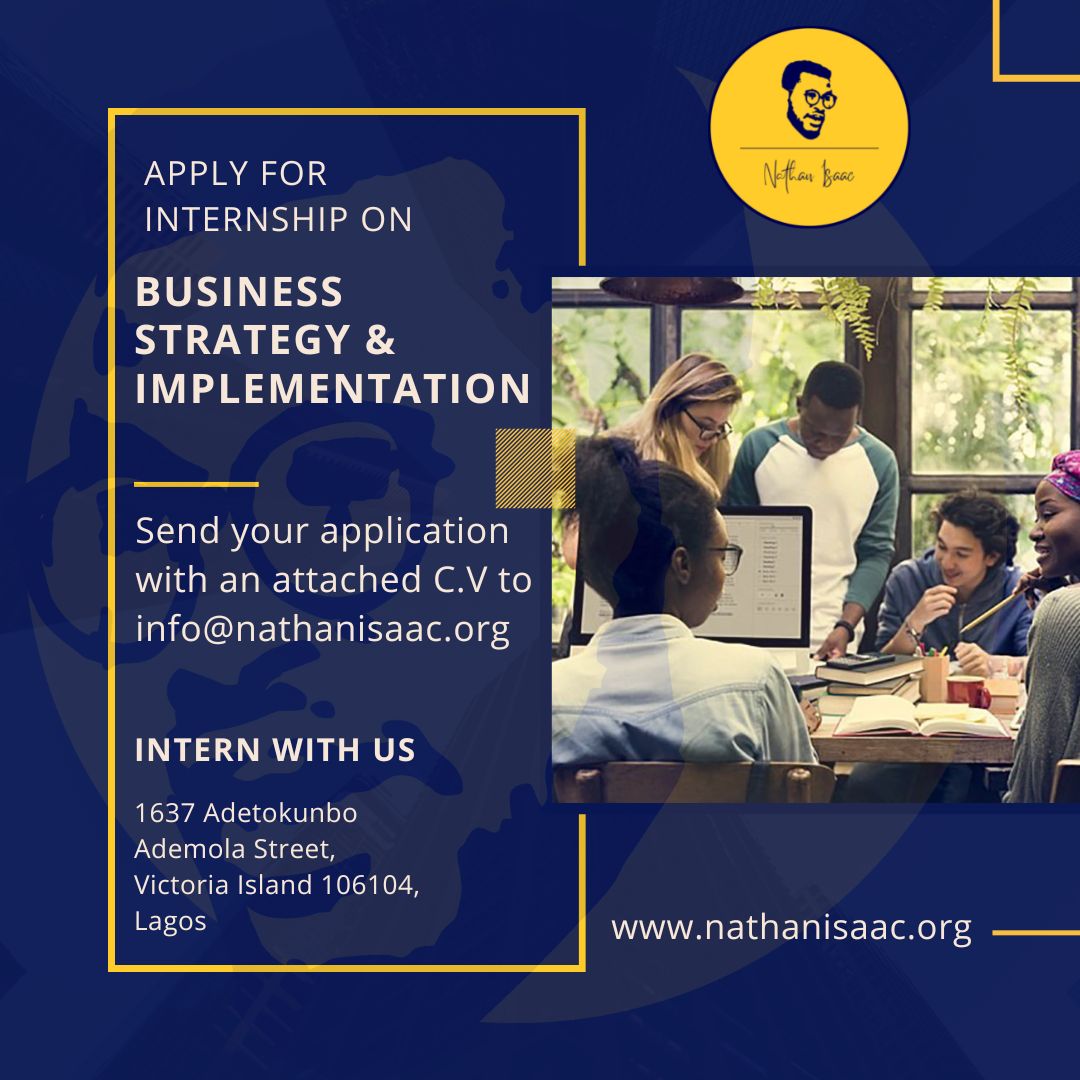 Nathan Isaac
APPLY FOR
INTERNSHIP ON
BUSINESS
STRATEGY &
IMPLEMENTATION
Send your application
with an attached C.V to
info@nathanisaac.org
INTERN WITH US
1637 Adetokunbo
Ademola Street,
Victoria Island 106104,
Lagos
www.nathanisaac.org